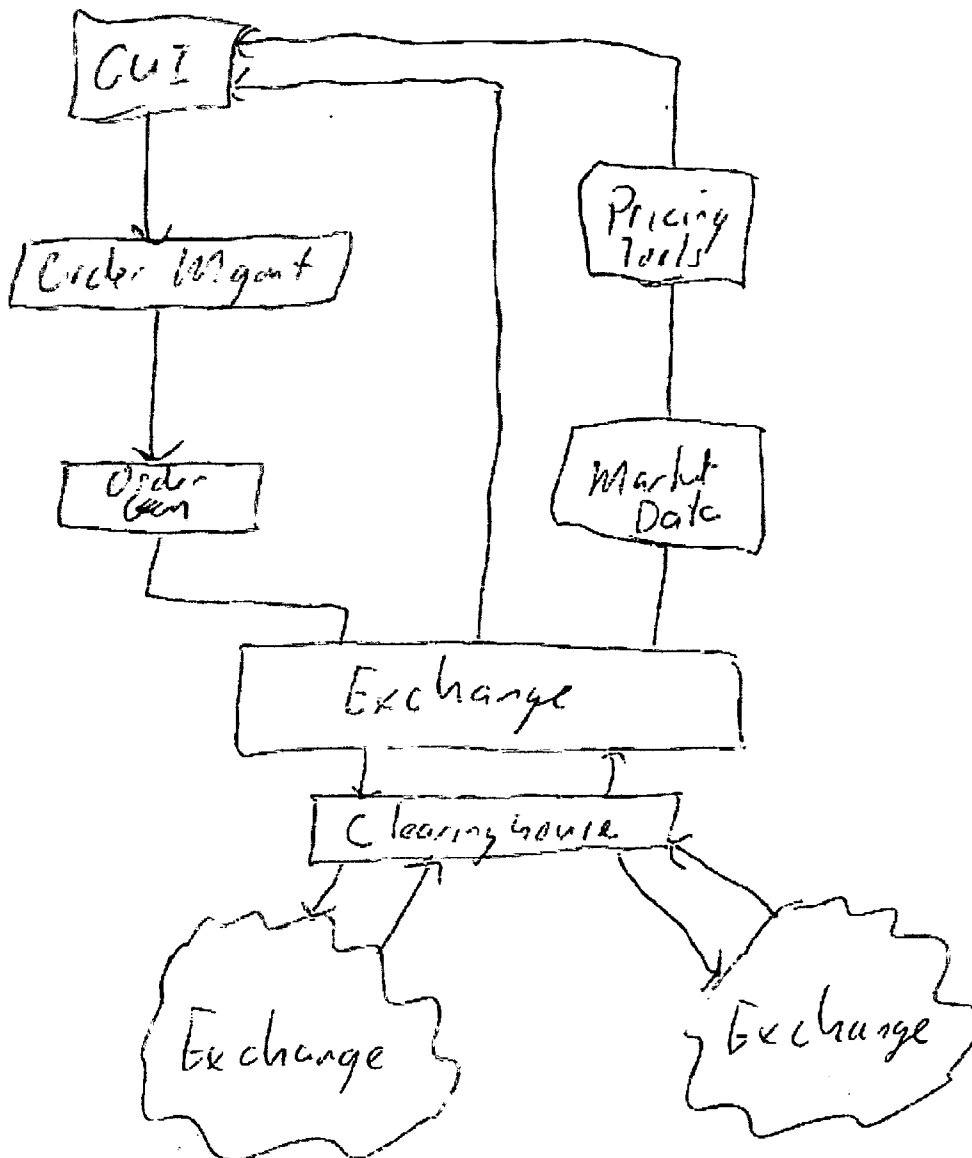 GUI
Pricing
Tools
Order Mgmt
Order
Gen
Market
Data
Exchange
Clearinghouse
Exchange
Exchange